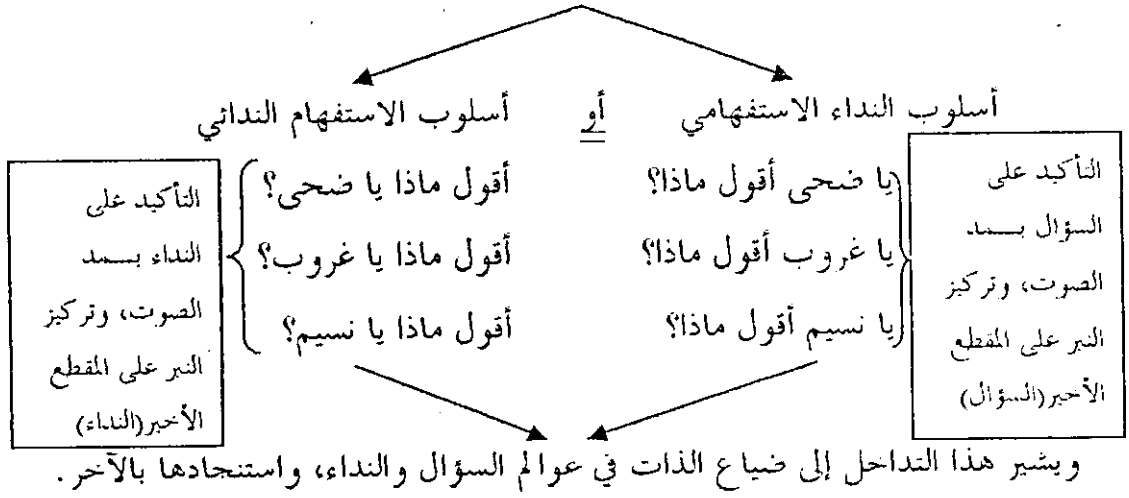 أسلوب النداء الاستفهامي أو أسلوب الاستفهام الندائي
التأكيد على
السؤال بمد
الصوت، وتركيز
النبر على المقطع
الأخير(السؤال)
يا ضحى أقول ماذا؟
يا غروب أقول ماذا؟
يا نسيم أقول ماذا؟
أقول ماذا يا ضحى؟
أقول ماذا يا غروب؟
أقول ماذا يا نسيم؟
التأكيد على
النداء بمد
الصوت، وتركيز
النبر على المقطع
الأخير(النداء)
ويشير هذا التداخل إلى ضياع الذات في عوالم السؤال والنداء، واستنجادها بالآخر.